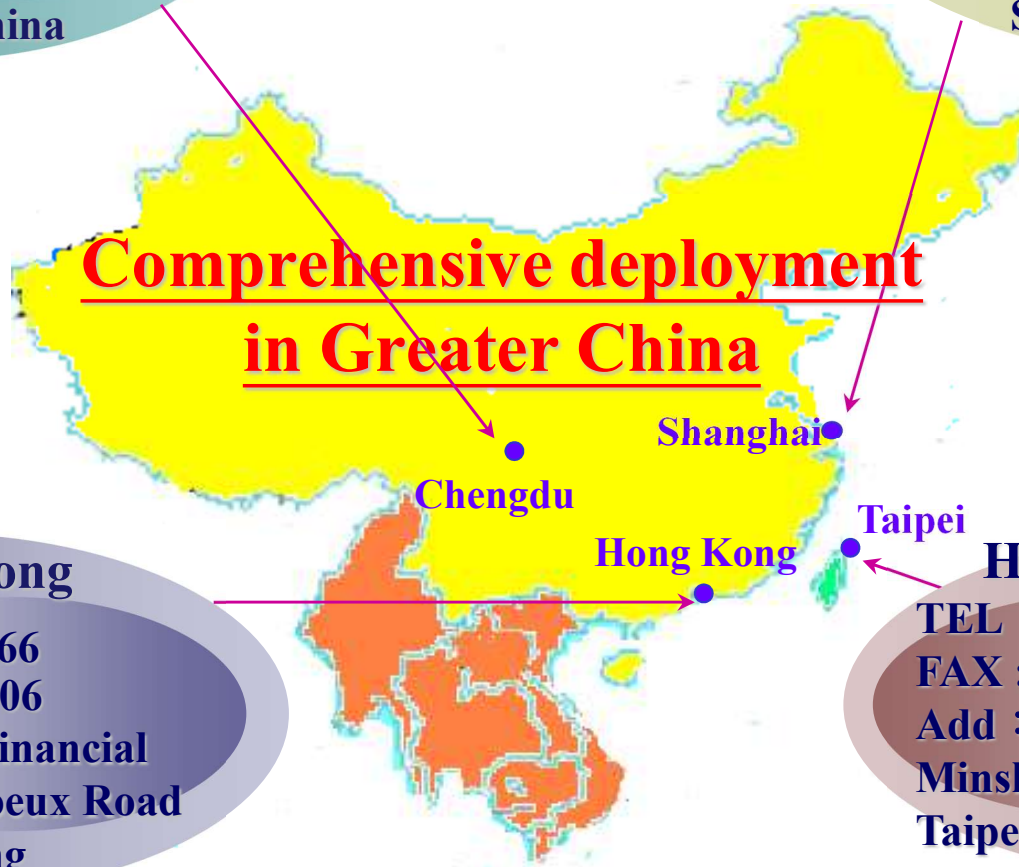 hina
S
Comprehensive deployment
in Greater China
Shanghai
Chengdu
Taipei
Hong Kong
ong
66
06
inancial
oeux Road
ng
H
TEL
FAX :
Add :
Minsh
Taipe